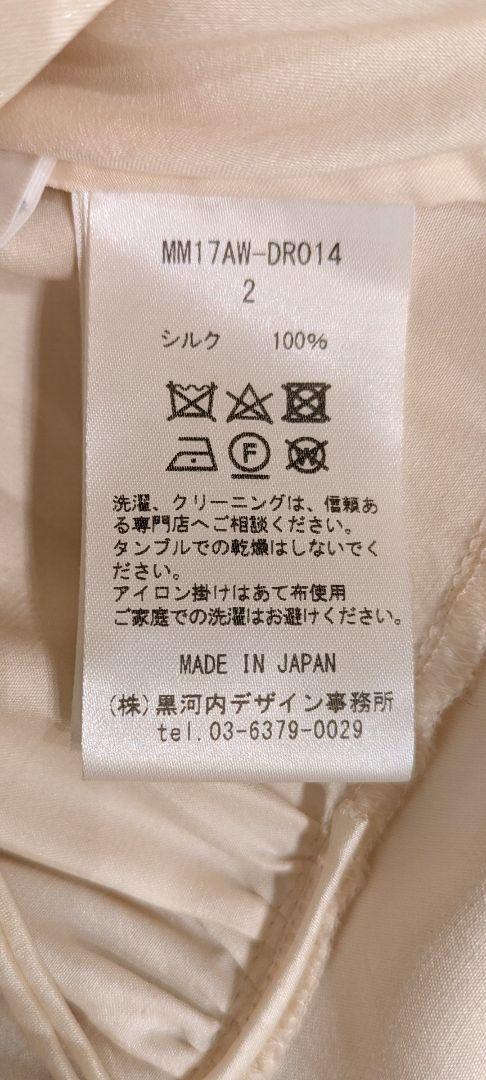 MM17AW-DR014
2
シルク 100%
F W
洗濯、クリーニングは、信頼あ
る専門店へご相談ください。
タンブルでの乾燥はしないでく
ださい。
アイロン掛けはあて布使用
ご家庭での洗濯はお避けください。
MADE IN JAPAN
(株)黒河内デザイン事務所
tel.03-6379-0029